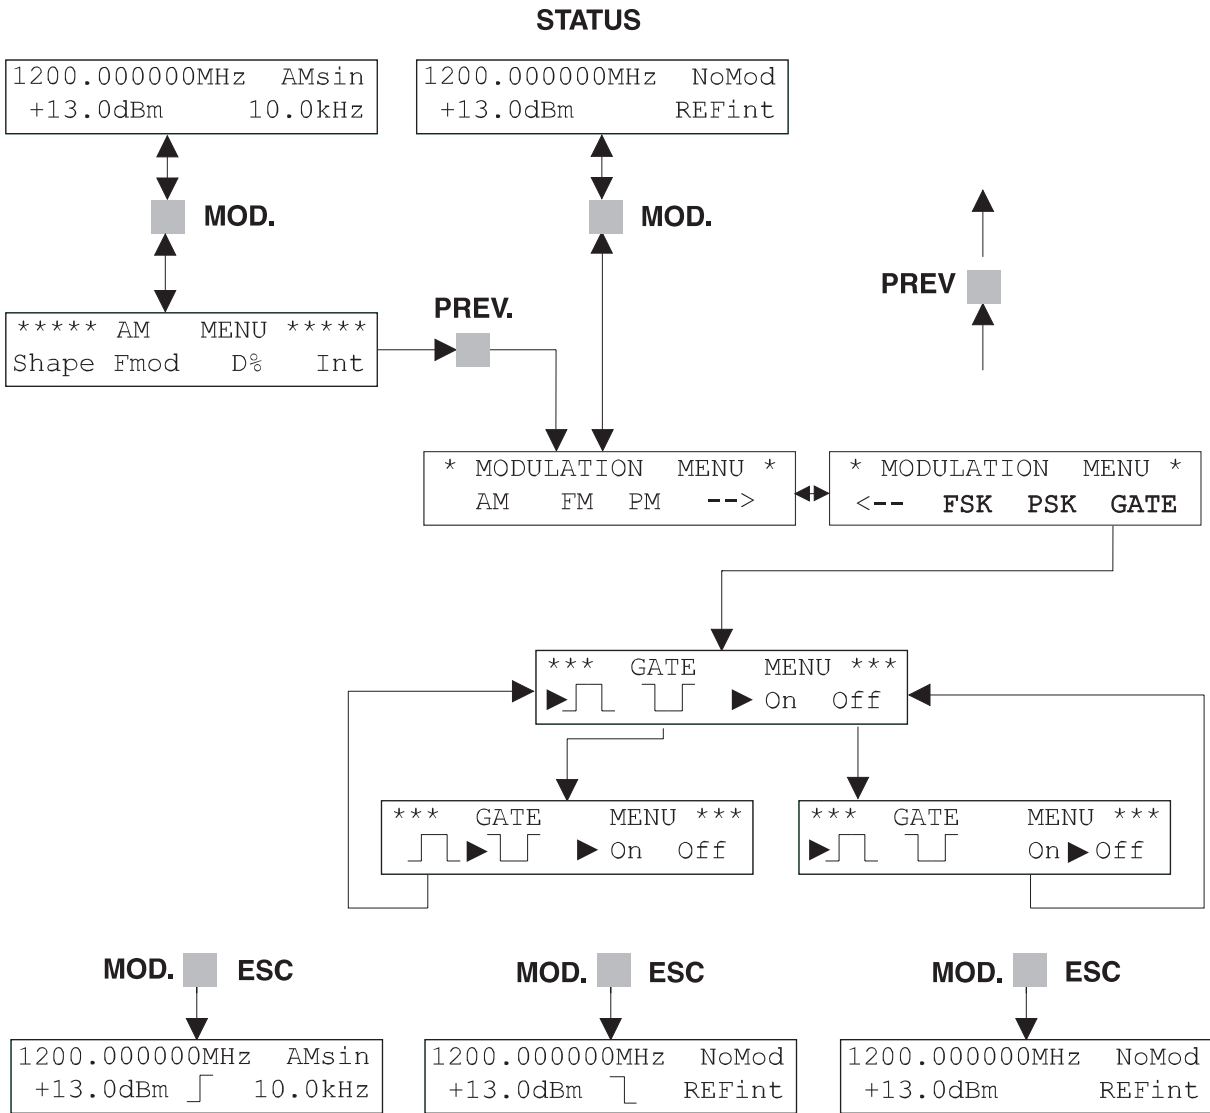 STATUS
1200.000000MHz AMsin
+13.0dBm 10.0kHz
1200.000000MHz NoMod
+13.0dBm REFint
MOD.
MOD.
PREV
PREV.
***** AM MENU *****
Shape Fmod D% Int
* MODULATION MENU *
AM FM PM -->
* MODULATION MENU *
<-- FSK PSK GATE
*** GATE MENU ***
On Off
*** GATE MENU ***
On Off
*** GATE MENU ***
On Off
MOD. ESC
MOD. ESC
MOD. ESC
1200.000000MHz AMsin
+13.0dBm 10.0kHz
1200.000000MHz NoMod
+13.0dBm REFint
1200.000000MHz NoMod
+13.0dBm REFint